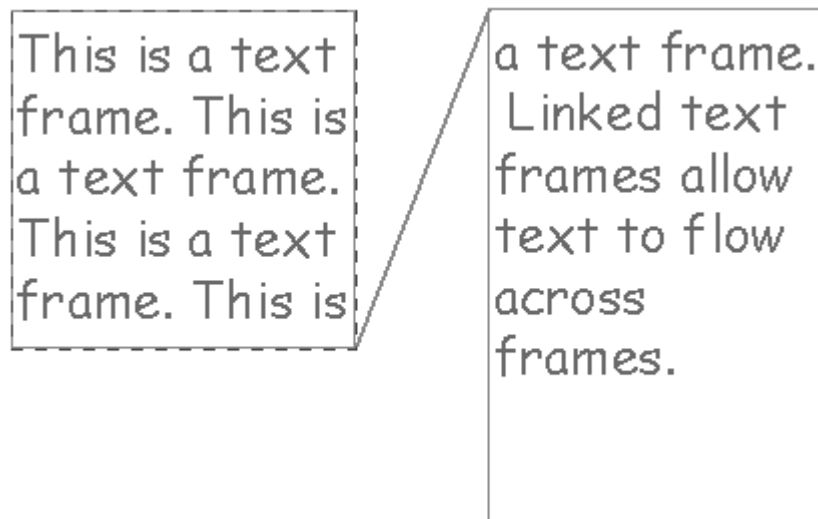 This is a text
frame. This is
a text frame.
This is a text
frame. This is
a text frame.
Linked text
frames allow
text to flow
across
frames.